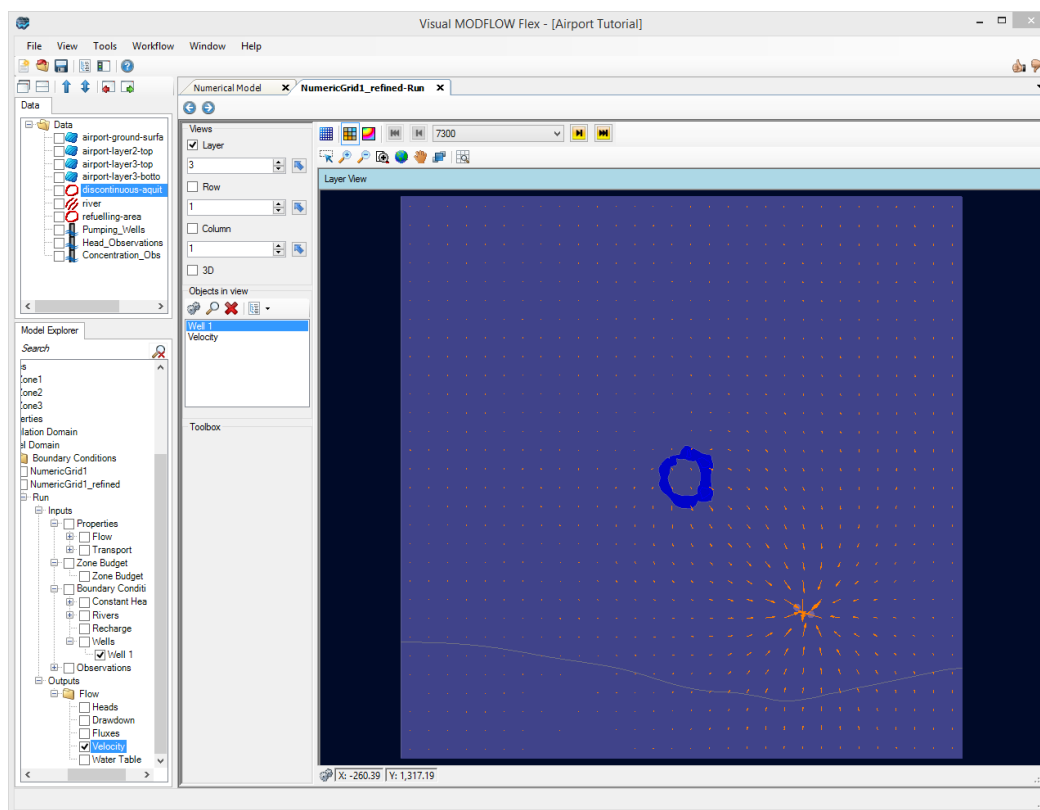 Visual MODFLOW Flex - [Airport Tutorial]
File View Tools Workflow Window Help
Numerical Model X NumericGrid1_refined-Run X
Data
Data
airport-ground-surfa
airport-layer2-top
airport-layer3-top
airport-layer3-botto
discontinuous-aquit
river
refuelling-area
Pumping_Wells
Head_Observations
Concentration_Obs
Model Explorer
Search
s
Zone1
Zone2
Zone3
erties
lation Domain
el Domain
Boundary Conditions
NumericGrid1
NumericGrid1_refined
Run
Inputs
Properties
Flow
Transport
Zone Budget
Zone Budget
Boundary Conditi
Constant Hea
Rivers
Recharge
Wells
Well 1
Observations
Outputs
Flow
Heads
Drawdown
Fluxes
Velocity
Water Table
Views
Layer
3
Row
1
Column
1
3D
Objects in view
Well 1
Velocity
Toolbox
7300
Layer View
X: -260.39 Y: 1,317.19